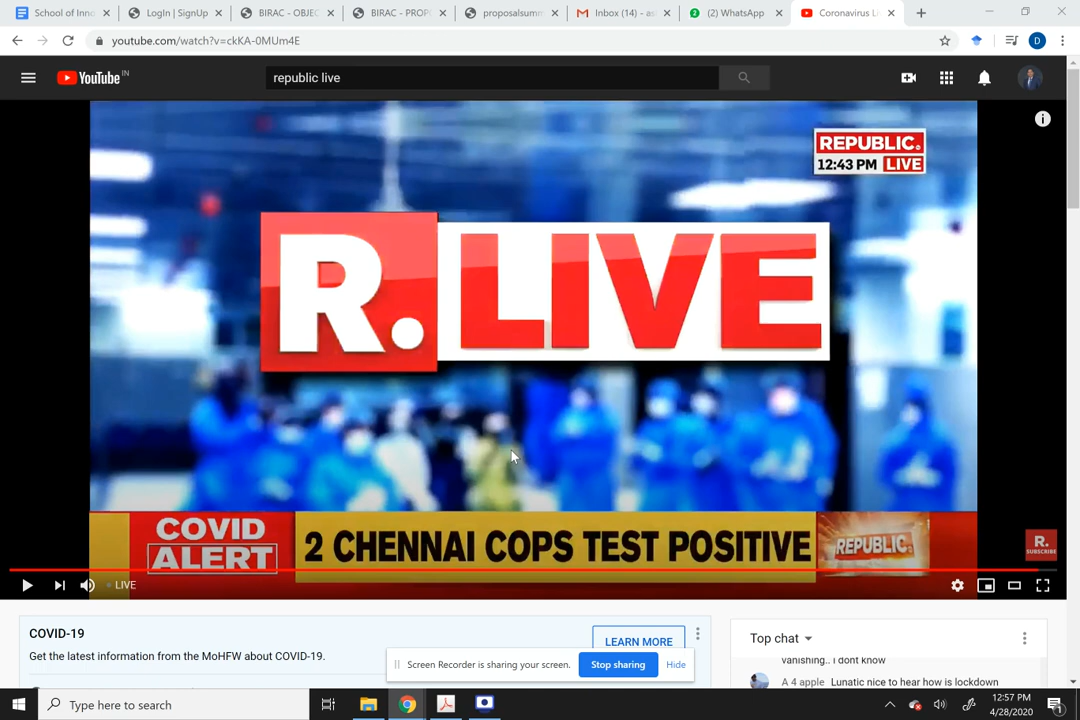 School of Inno
LogIn | SignUp
BIRAC - OBJEC
BIRAC - PROP
proposalsumm
Inbox (14) - as
(2) WhatsApp
Coronavirus Li
youtube.com/watch?v=ckKA-0MUm4E
D
YouTube IN
republic live
REPUBLIC.
12:43 PM LIVE
R. LIVE
COVID ALERT
2 CHENNAI COPS TEST POSITIVE
REPUBLIC.
R.
SUBSCRIBE
LIVE
COVID-19
LEARN MORE
Get the latest information from the MoHFW about COVID-19.
Top chat
vanishing.. I dont know
A 4 apple Lunatic nice to hear how is lockdown
Screen Recorder is sharing your screen.
Stop sharing
Hide
Type here to search
12:57 PM
4/28/2020
1